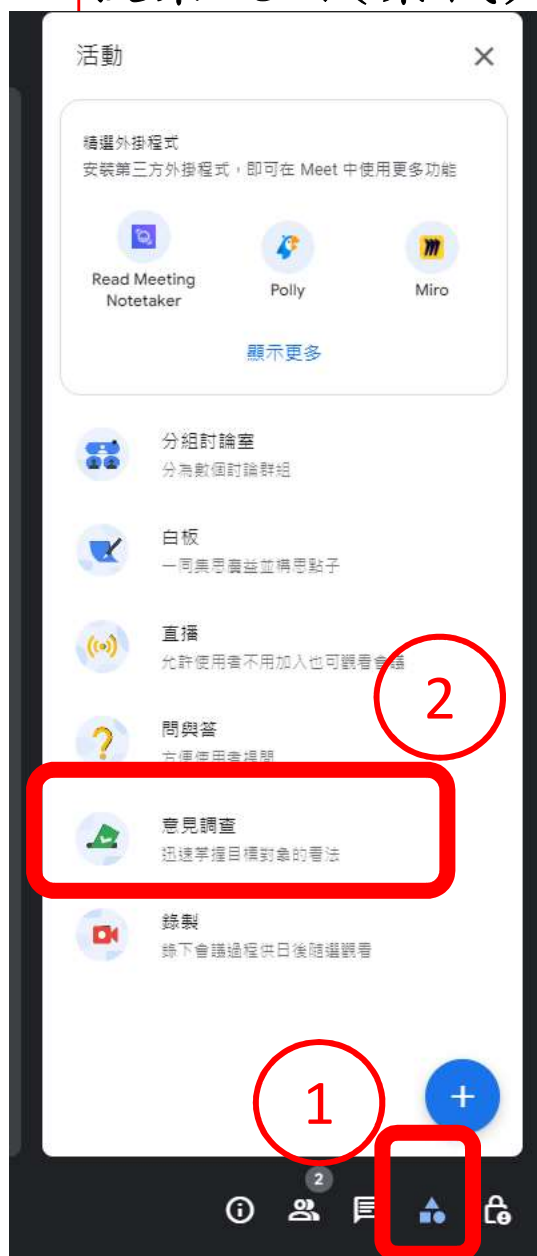 活動
精選外掛程式
安裝第三方外掛程式，即可在 Meet 中使用更多功能
Read Meeting
Notetaker
Polly
Miro
顯示更多
分組討論室
分為數個討論群組
白板
一同集思廣益並構思點子
直播
允許使用者不用加入也可觀看會議
2
問與答
方便使用者提問
意見調查
迅速掌握目標對象的看法
錄製
錄下會議過程供日後隨選觀看
1
2